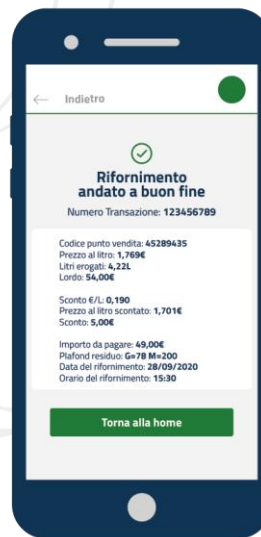 Indietro
Rifornimento
andato a buon fine
Numero Transazione: 123456789
Codice punto vendita: 45289435
Prezzo al litro: 1,769€
Litri erogati: 4,22L
Lordo: 54,00€
Sconto €/L: 0,190
Prezzo al litro scontato: 1,701€
Sconto: 5,00€
Importo da pagare: 49,00€
Plafond residuo: G=78 M=200
Data del rifornimento: 28/09/2020
Orario del rifornimento: 15:30
Torna alla home